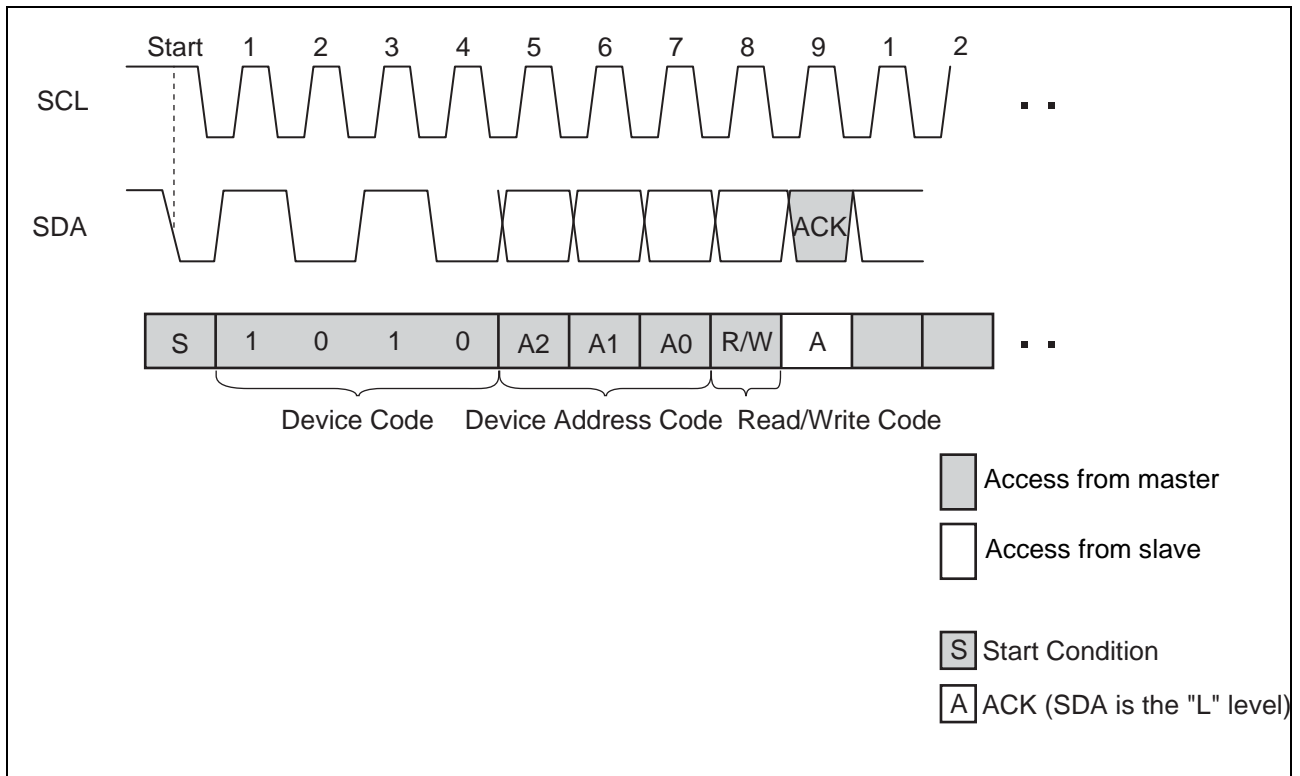 Start 1 2 3 4 5 6 7 8 9 1 2
SCL
SDA
ACK
S 1 0 1 0 A2 A1 A0 R/W A
Device Code Device Address Code Read/Write Code
Access from master
Access from slave
S Start Condition
A ACK (SDA is the "L" level)